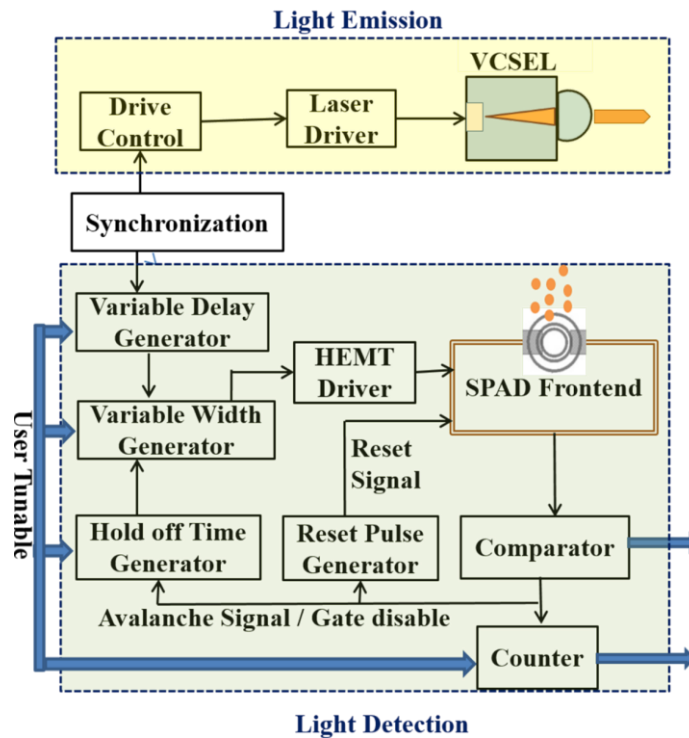 Light Emission
VCSEL
Drive
Control
Laser
Driver
Synchronization
Variable Delay
Generator
HEMT
Driver
SPAD Frontend
Variable Width
Generator
User Tunable
Reset
Signal
Hold off Time
Generator
Reset Pulse
Generator
Comparator
Avalanche Signal / Gate disable
Counter
Light Detection